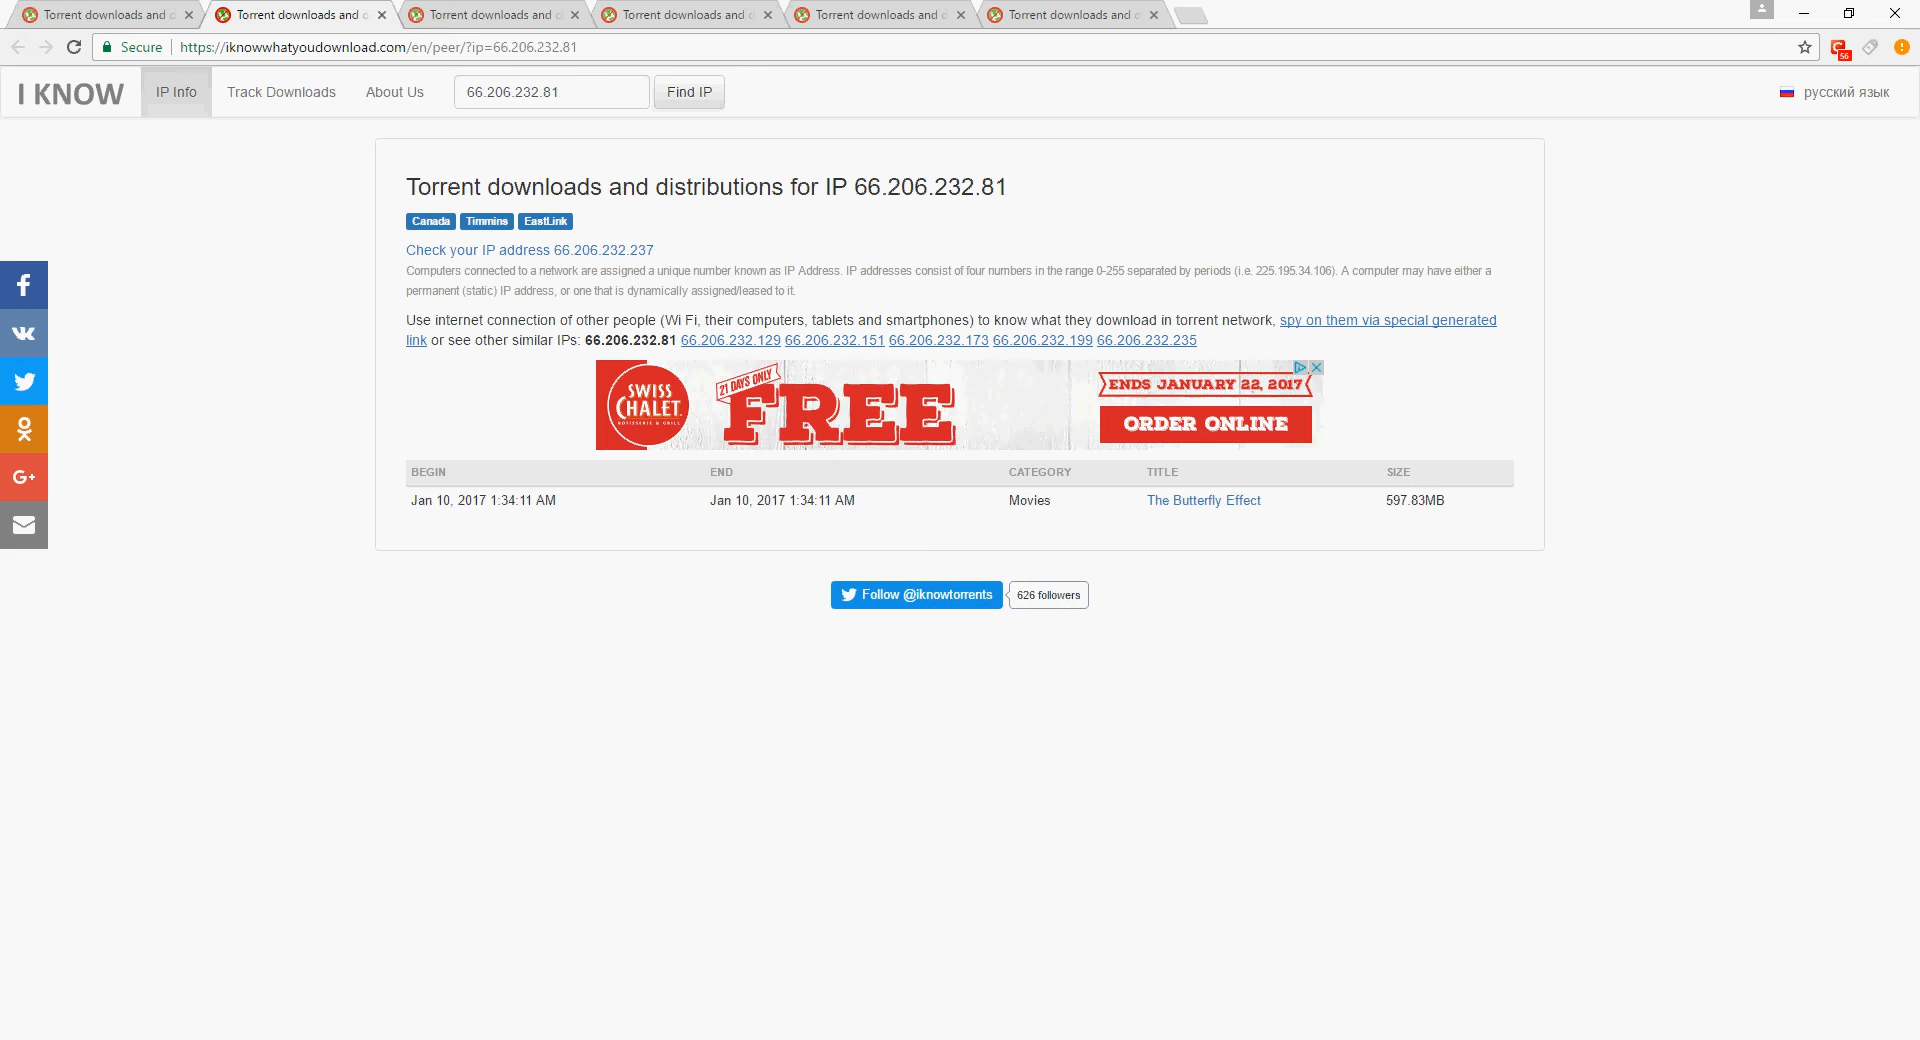 Torrent downloads and d
Torrent downloads and o
Torrent downloads and d
Torrent downloads and d
Torrent downloads and o
Torrent downloads and o
Secure
https://iknowwhatyoudownload.com/en/peer/?ip=66.206.232.81
56
I KNOW
IP Info
Track Downloads
About Us
66.206.232.81
Find IP
русский язык
Torrent downloads and distributions for IP 66.206.232.81
Canada Timmins EastLink
Check your IP address 66.206.232.237
Computers connected to a network are assigned a unique number known as IP Address. IP addresses consist of four numbers in the range 0-255 separated by periods (i.e. 225.195.34.106). A computer may have either a
permanent (static) IP address, or one that is dynamically assigned/leased to it.
Use internet connection of other people (Wi Fi, their computers, tablets and smartphones) to know what they download in torrent network, spy on them via special generated
link or see other similar IPs: 66.206.232.81 66.206.232.129 66.206.232.151 66.206.232.173 66.206.232.199 66.206.232.235
SWISS
CHALET
ROTISSERIE & GRILL
21 DAYS ONLY
FREE
ENDS JANUARY 22, 2017
ORDER ONLINE
BEGIN END CATEGORY TITLE SIZE
Jan 10, 2017 1:34:11 AM Jan 10, 2017 1:34:11 AM Movies The Butterfly Effect 597.83MB
Follow @iknowtorrents
626 followers